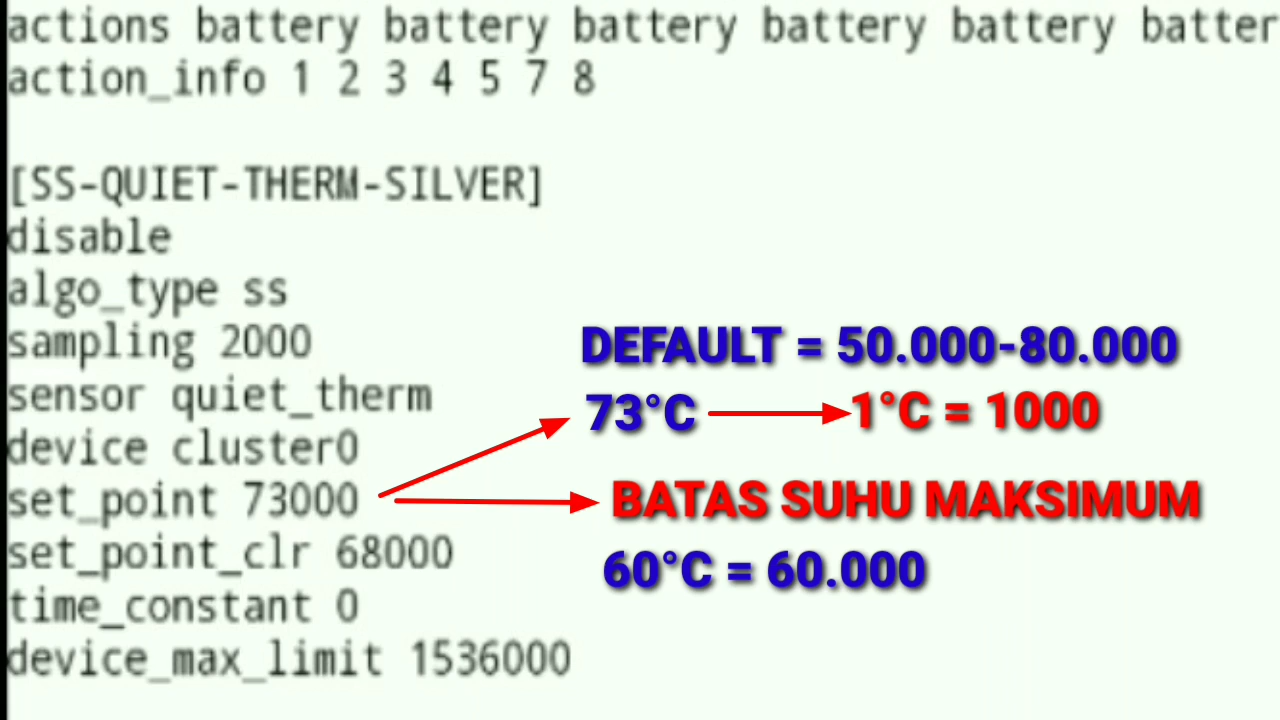 actions battery battery battery battery battery batter
action_info 1 2 3 4 5 7 8
[SS-QUIET-THERM-SILVER]
disable
algo_type ss
sampling 2000
DEFAULT = 50.000-80.000
sensor quiet_therm
73°C 1°C = 1000
device cluster0
set_point 73000
BATAS SUHU MAKSIMUM
set_point_clr 68000
60°C = 60.000
time_constant 0
device_max_limit 1536000